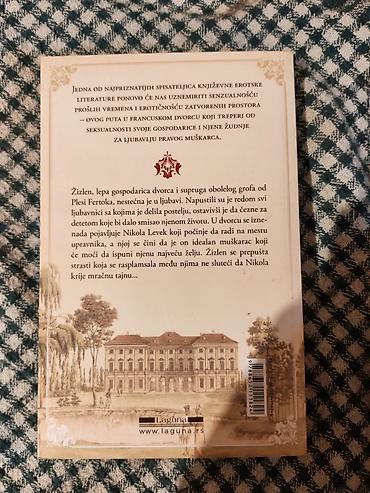 Jedna od najpriznatijih spisateljica književne erotske
literature ponovo će nas uznemiriti senzualnošću
prošlih vremena i erotičnošću zatvorenih prostora
– ovog puta u francuskom dvorcu koji treperi od
seksualnosti svoje gospodarice i njene žudnje
za ljubavlju pravog muškarca.
Žizlen, lepa gospodarica dvorca i supruga obolelog grofa od
Plesi Fertoka, nesrećna je u ljubavi. Napustili su je redom svi
ljubavnici sa kojima je delila postelju, ostavivši je da čezne za
detetom koje bi dalo smisao njenom životu. U dvorcu se izne-
nada pojavljuje Nikola Levek koji počinje da radi na mestu
upravnika, a njoj se čini da je on idealan muškarac koji
će moći da ispuni njenu najveću želju. Žizlen se prepušta
strasti koja se rasplamsala među njima ne sluteći da Nikola
krije mračnu tajnu...
Laguna
www.laguna.rs